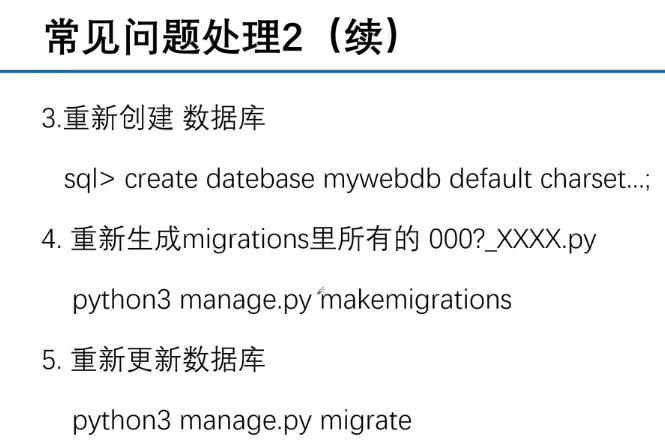 常见问题处理2（续）
3.重新创建 数据库
sql> create datebase mywebdb default charset...;
4. 重新生成migrations里所有的 000?_XXXX.py
python3 manage.py makemigrations
5. 重新更新数据库
python3 manage.py migrate